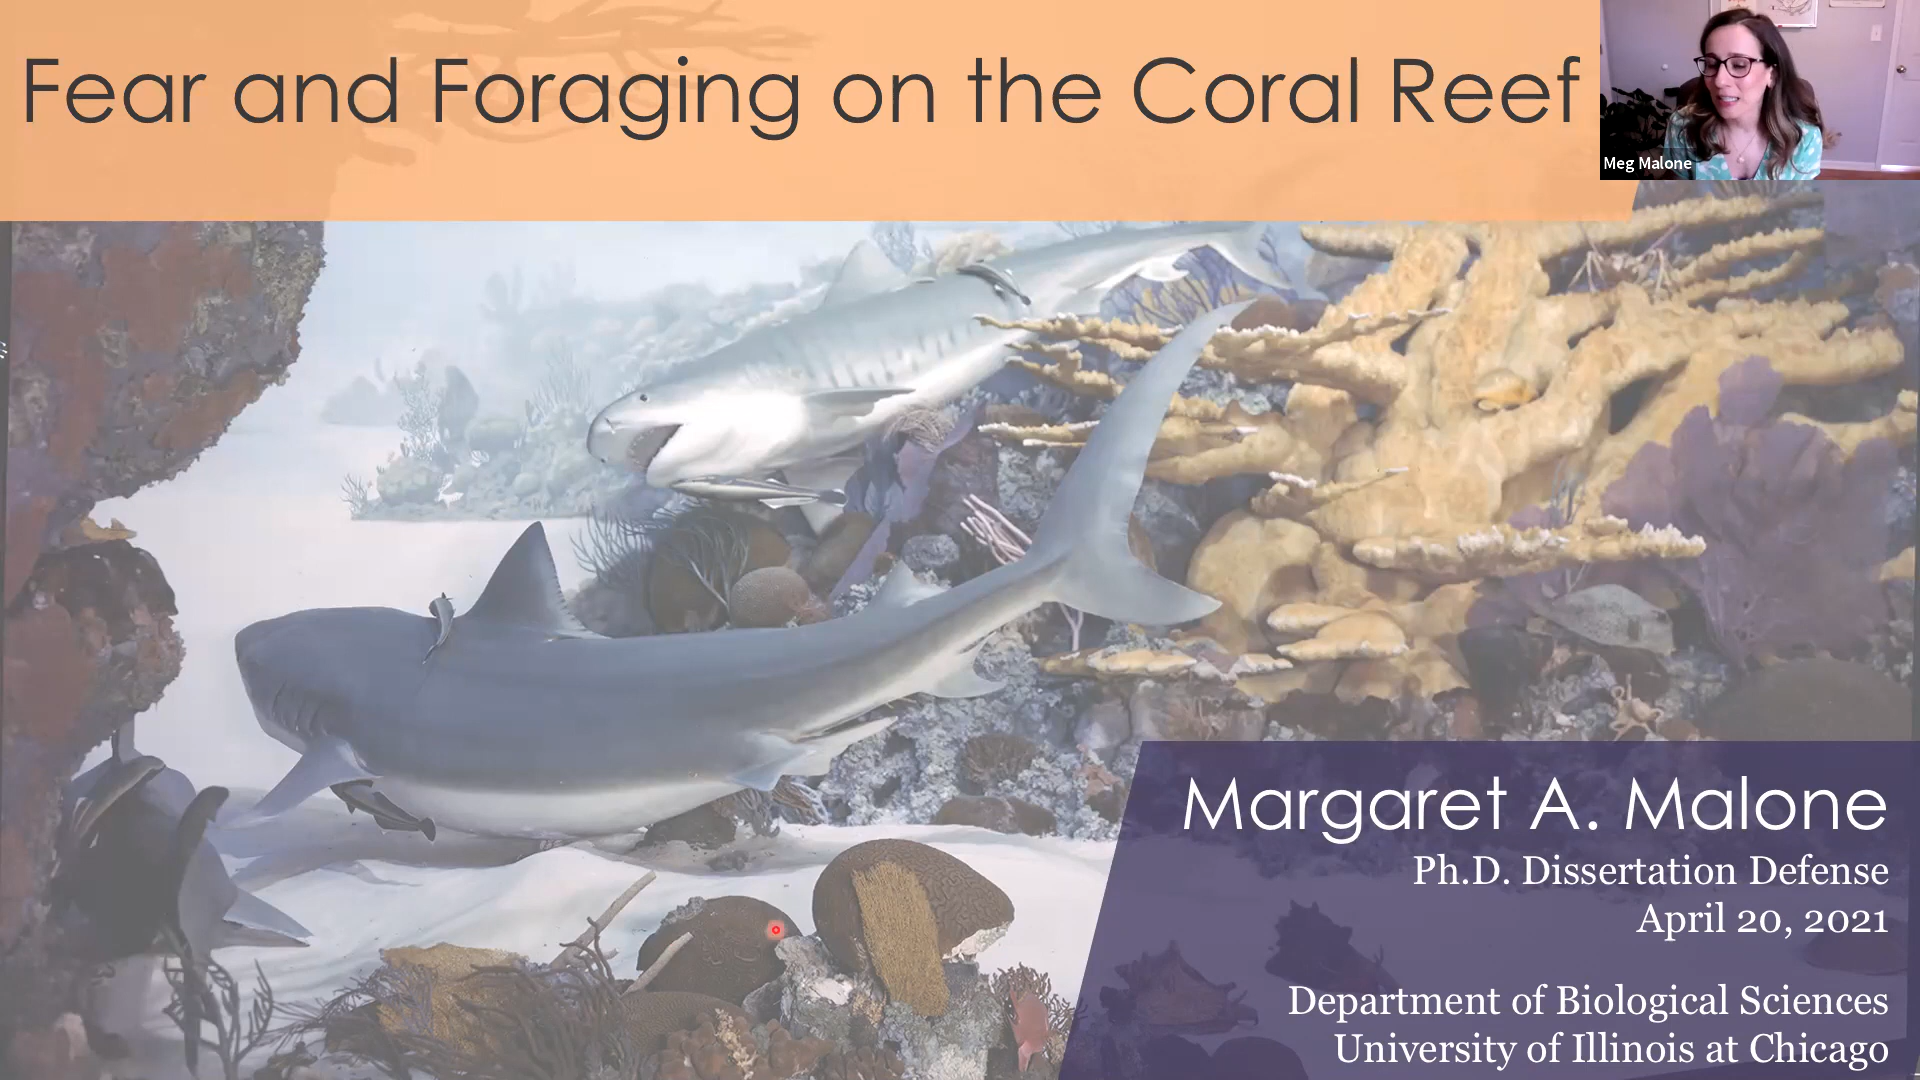 Fear and Foraging on the Coral Reef
Meg Malone
Margaret A. Malone
Ph.D. Dissertation Defense
April 20, 2021
Department of Biological Sciences
University of Illinois at Chicago